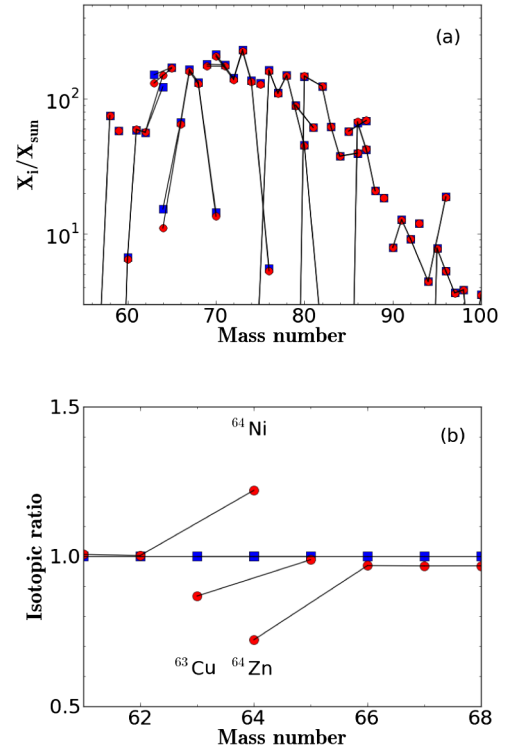 (a)
X_i/X_sun
10^2
10^1
60 70 80 90 100
Mass number
1.5
^64Ni
(b)
Isotopic ratio
1.0
^63Cu ^64Zn
0.5
62 64 66 68
Mass number